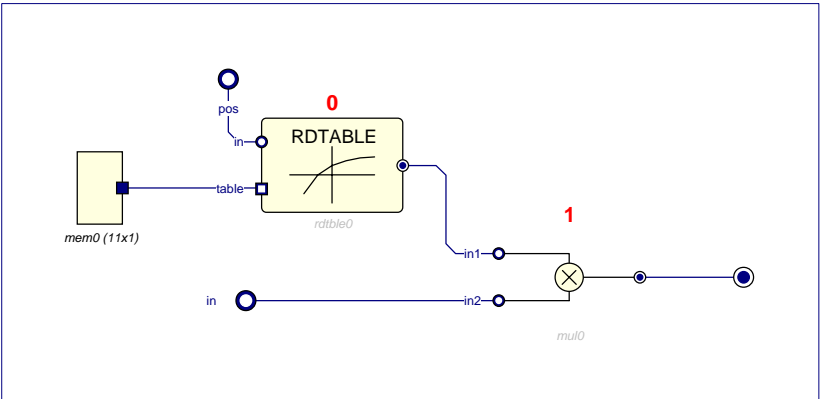 0
pos
RDTABLE
in
table
rdtble0
mem0 (11x1)
1
in1
in
in2
mul0